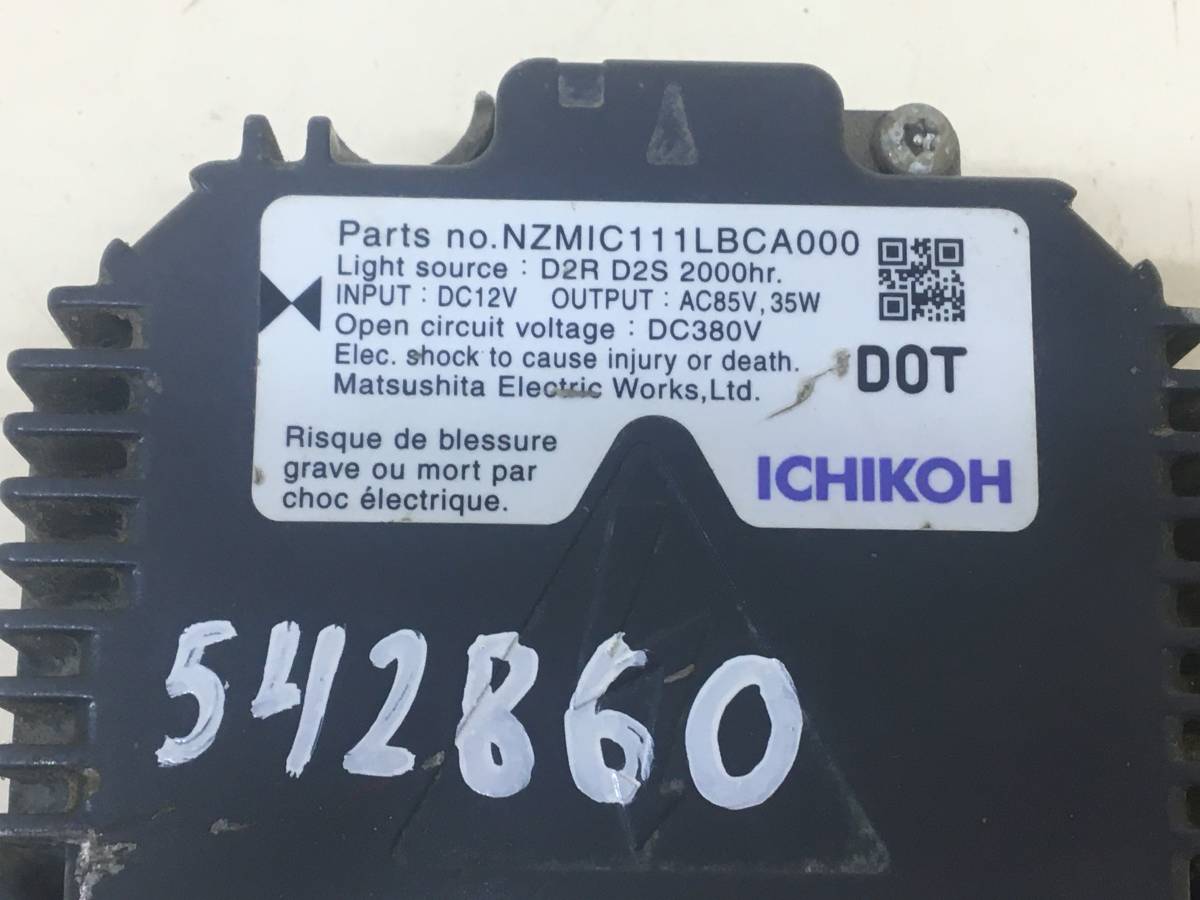 Parts no.NZMIC111LBCA000
Light source : D2R D2S 2000hr.
INPUT : DC12V OUTPUT : AC85V, 35W
Open circuit voltage : DC380V
Elec. shock to cause injury or death.
Matsushita Electric Works,Ltd.
DOT
Risque de blessure
grave ou mort par
choc électrique.
ICHIKOH
542860